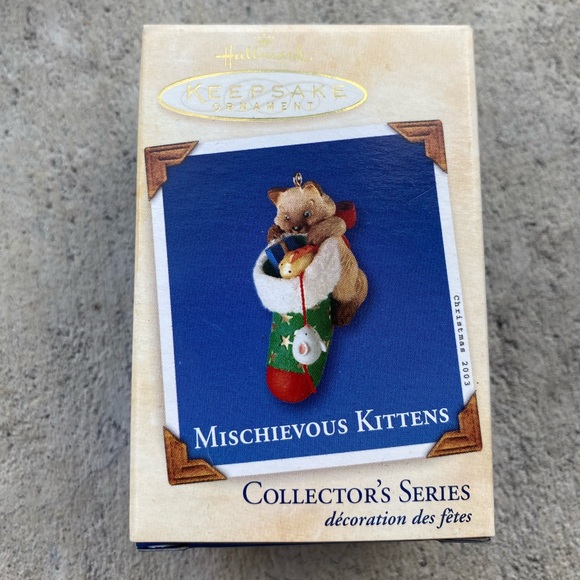 Hallmark
KEEPSAKE
ORNAMENT
Christmas 2003
MISCHIEVOUS KITTENS
COLLECTOR'S SERIES
décoration des fêtes